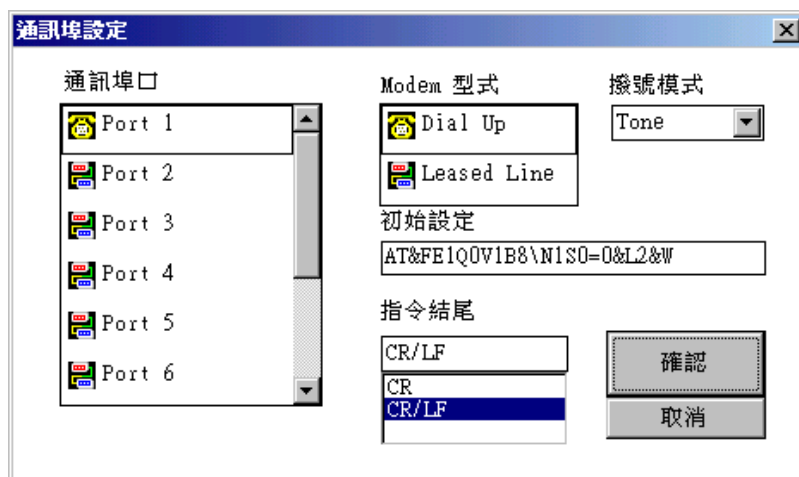 通訊埠設定
通訊埠口
Port 1
Port 2
Port 3
Port 4
Port 5
Port 6
Modem 型式
Dial Up
Leased Line
撥號模式
Tone
初始設定
AT&FE1Q0V1B8\N1S0=0&L2&W
指令結尾
CR/LF
CR
CR/LF
確認
取消